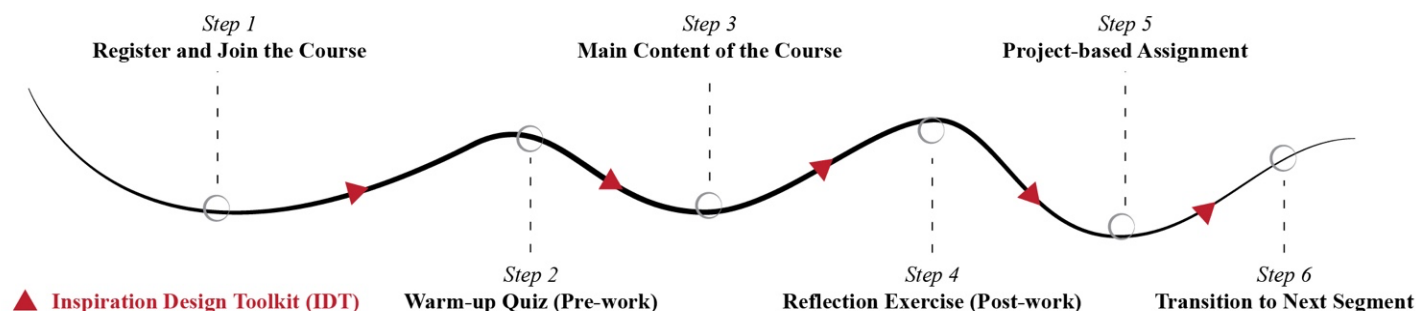 Step 1
Register and Join the Course
Step 3
Main Content of the Course
Step 5
Project-based Assignment
Step 2
Warm-up Quiz (Pre-work)
Step 4
Reflection Exercise (Post-work)
Step 6
Transition to Next Segment
Inspiration Design Toolkit (IDT)